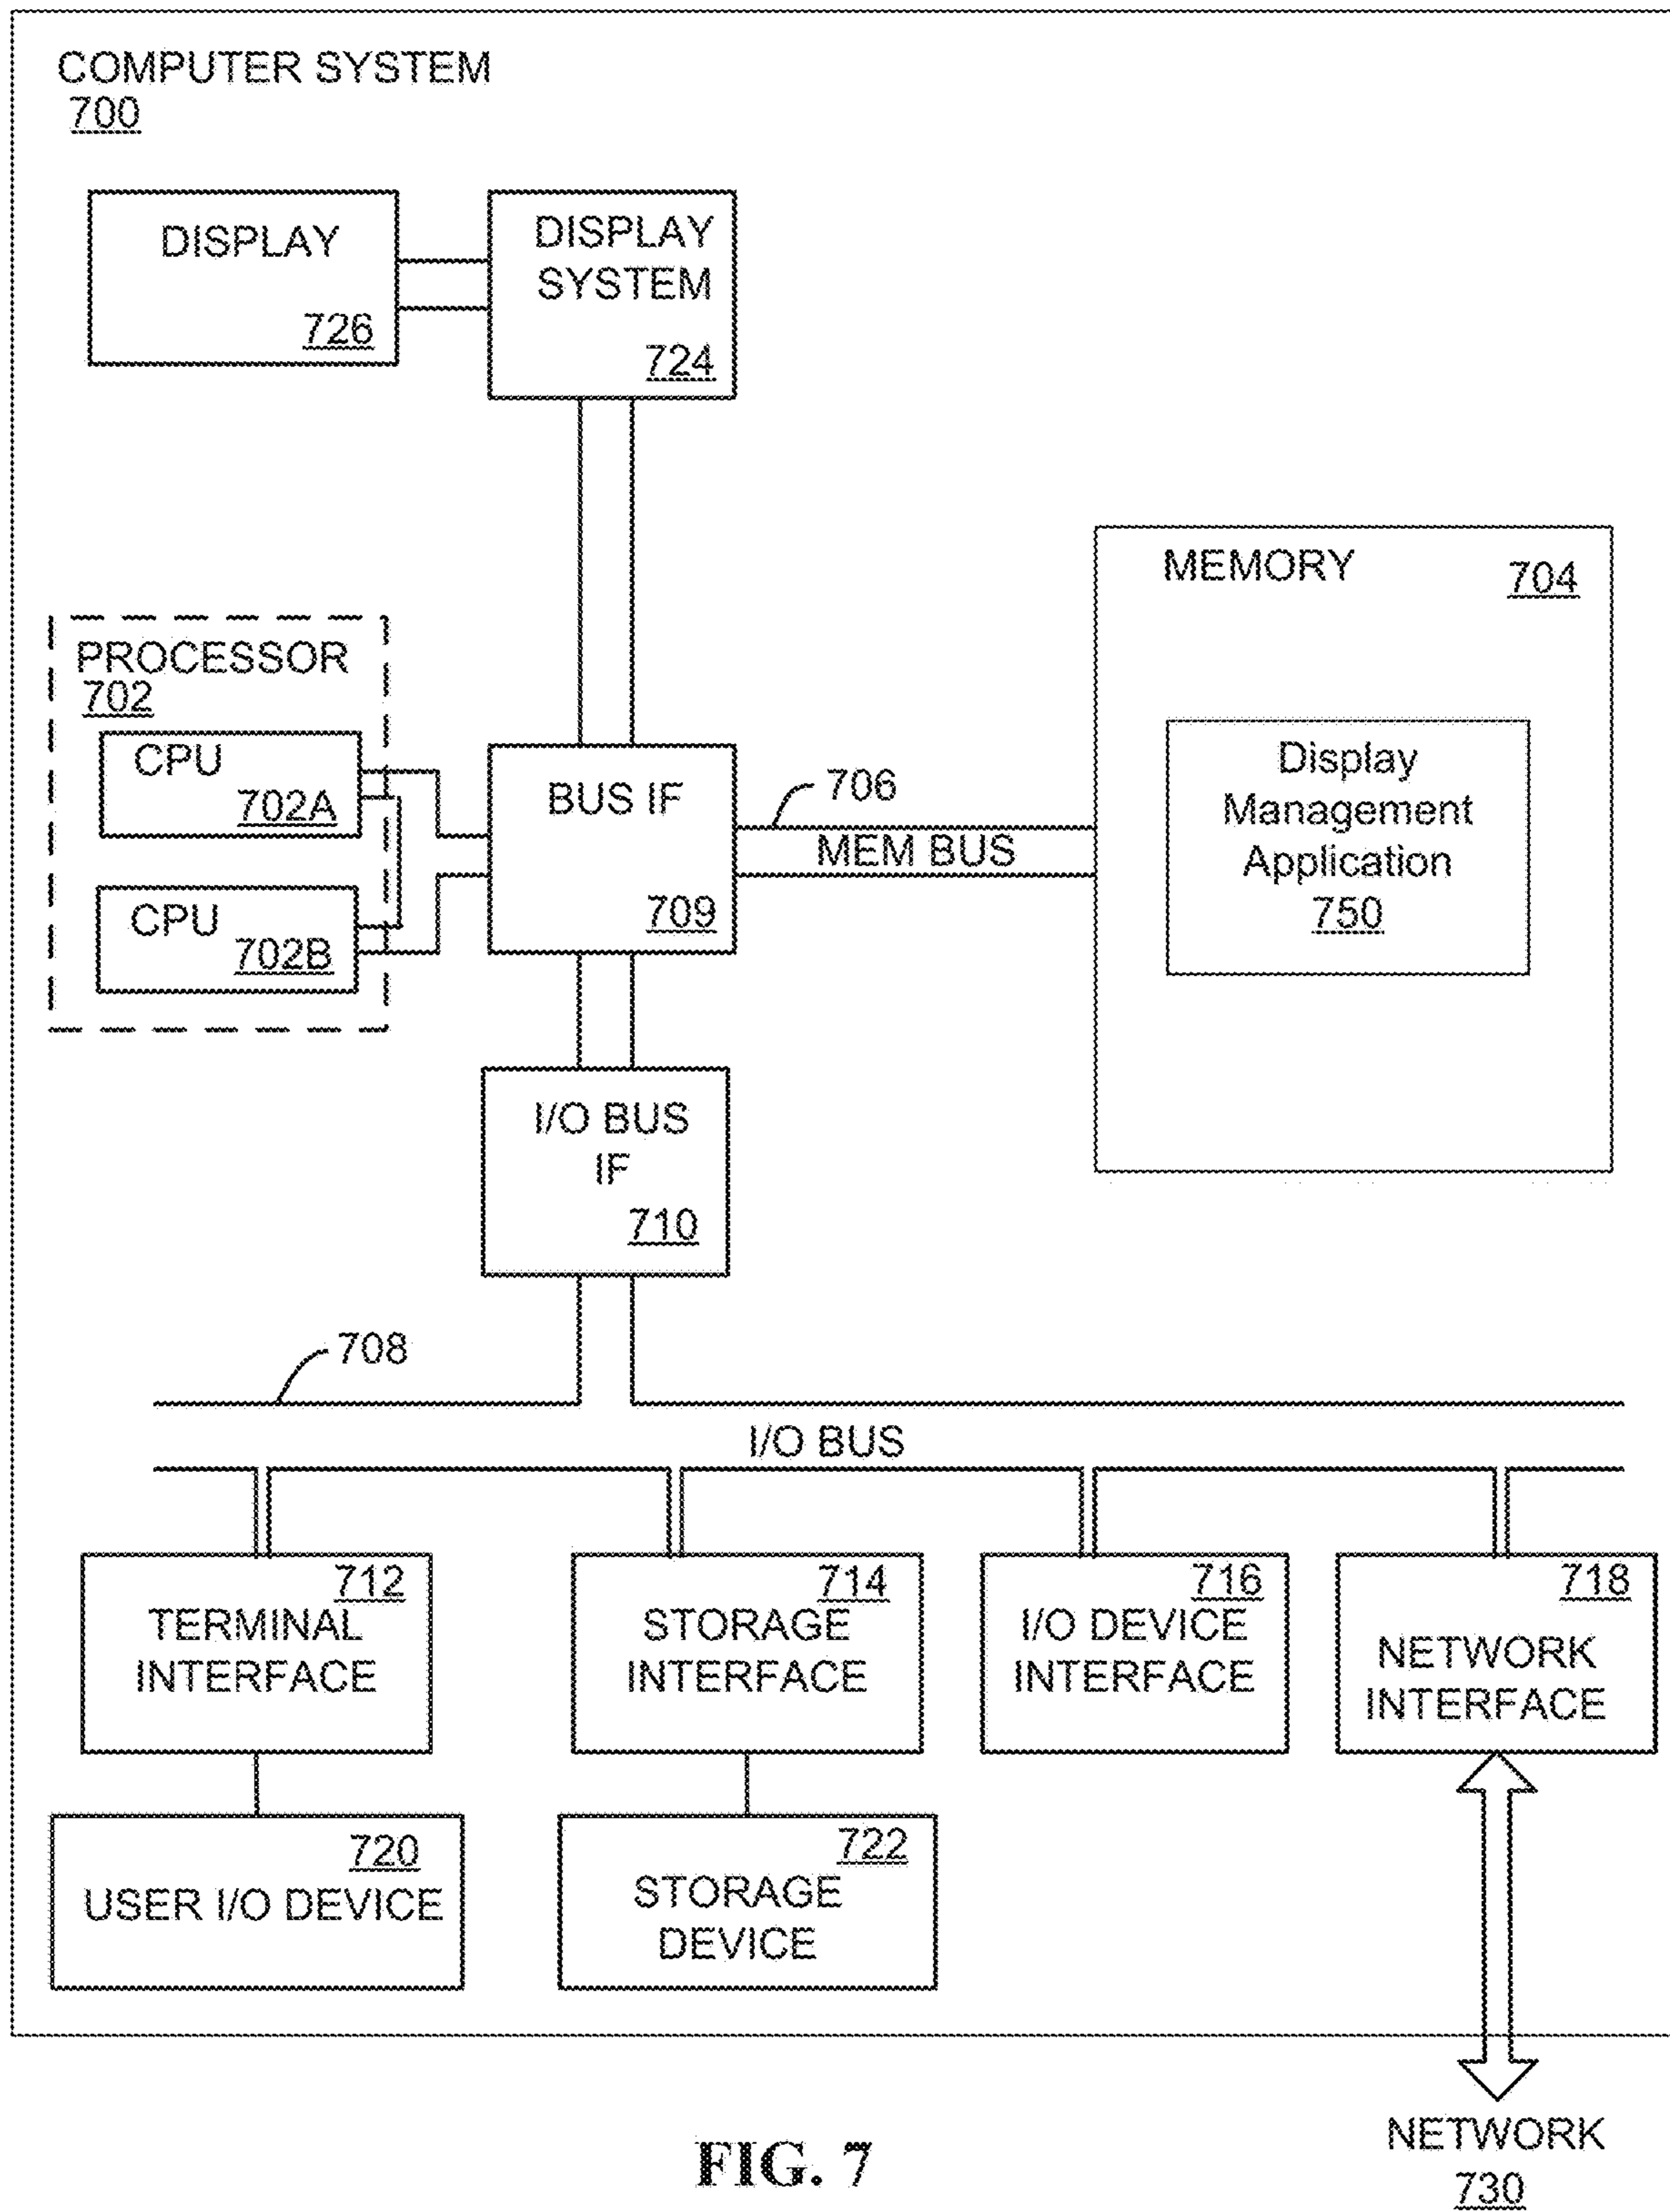 COMPUTER SYSTEM
700
DISPLAY
726
DISPLAY
SYSTEM
724
MEMORY
704
PROCESSOR
702
CPU
702A
CPU
702B
BUS IF
709
706
MEM BUS
Display
Management
Application
750
I/O BUS
IF
710
708
I/O BUS
712
TERMINAL
INTERFACE
714
STORAGE
INTERFACE
716
I/O DEVICE
INTERFACE
718
NETWORK
INTERFACE
720
USER I/O DEVICE
722
STORAGE
DEVICE
NETWORK
730
FIG. 7